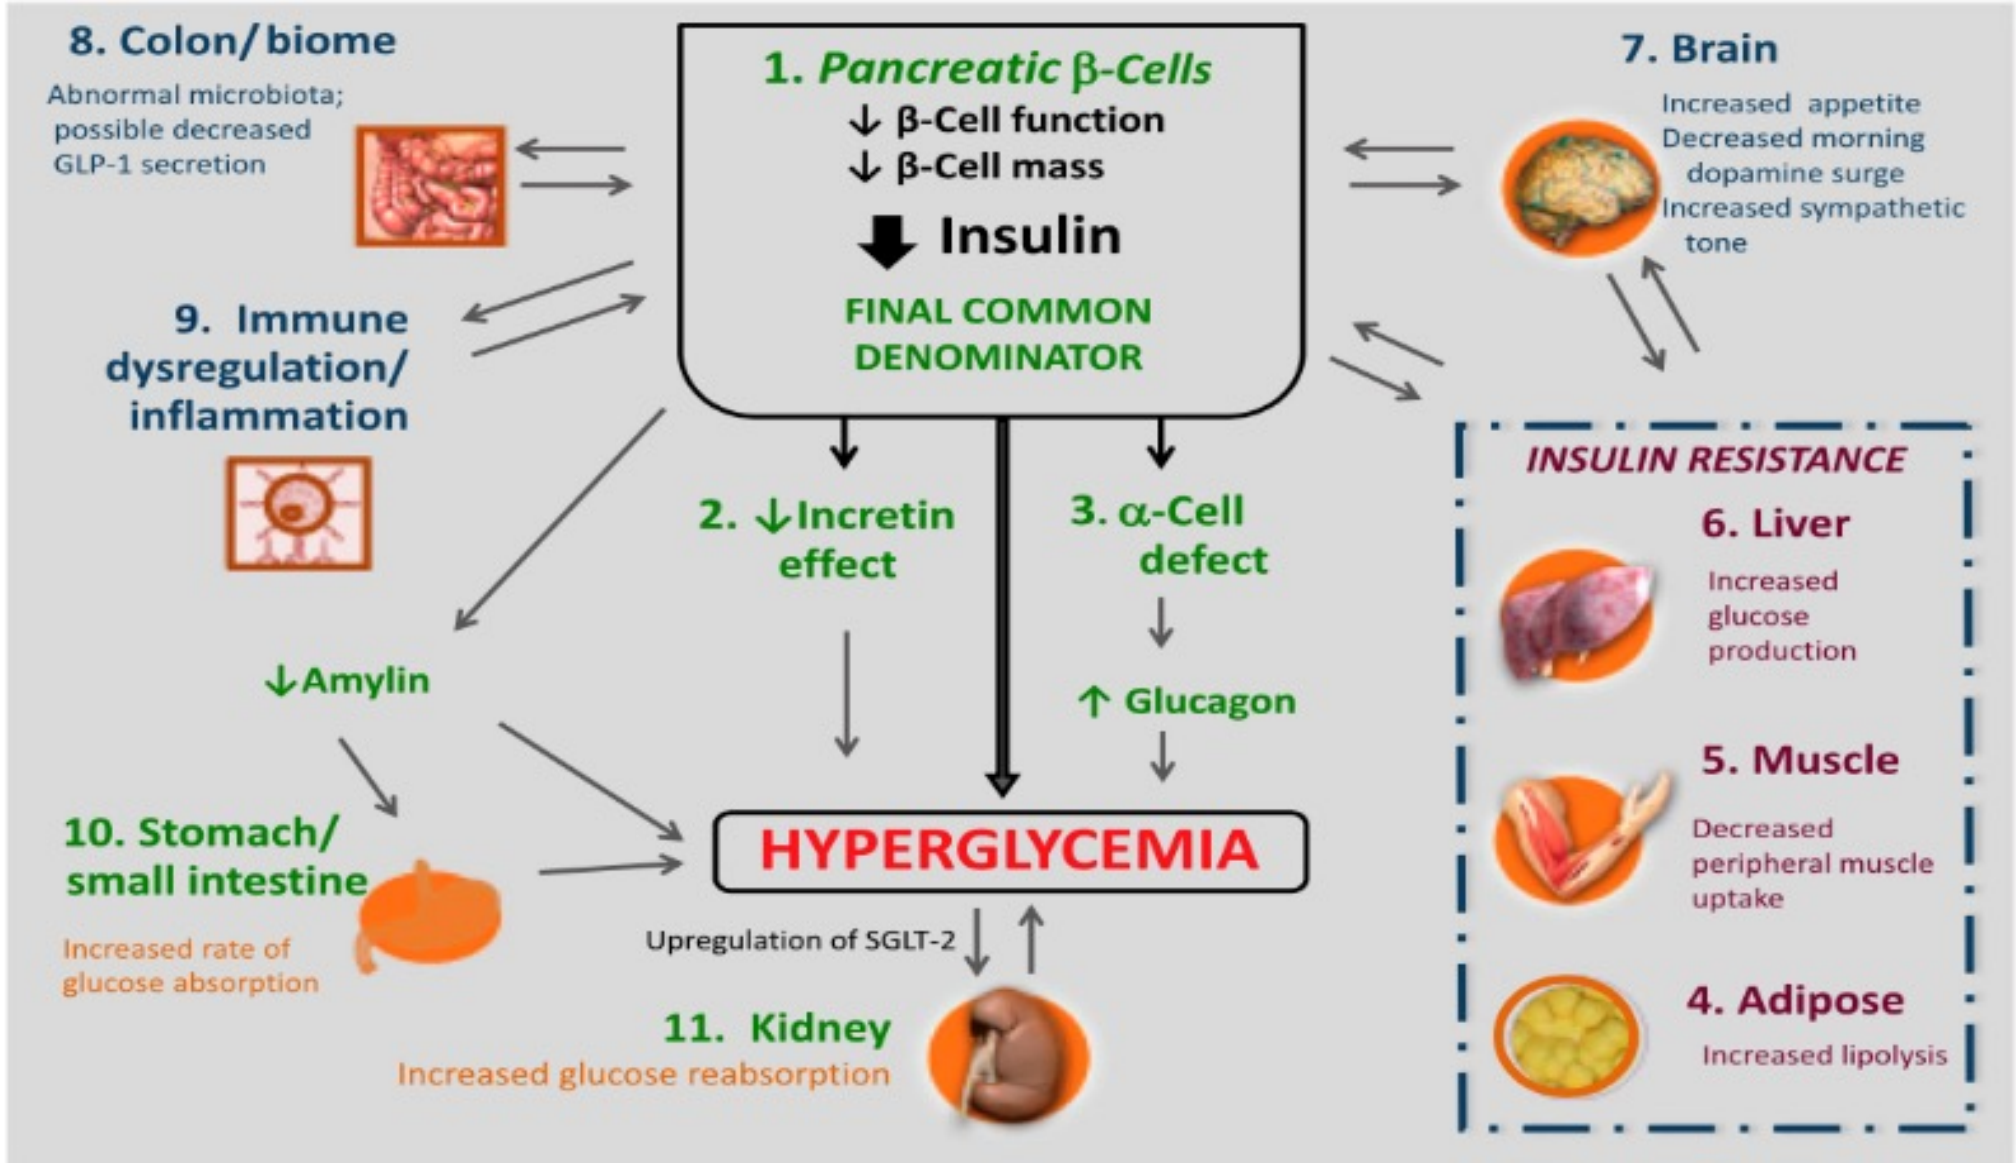 8. Colon/biome
Abnormal microbiota;
possible decreased
GLP-1 secretion
1. Pancreatic β-Cells
↓ β-Cell function
↓ β-Cell mass
Insulin
FINAL COMMON
DENOMINATOR
7. Brain
Increased appetite
Decreased morning
dopamine surge
Increased sympathetic
tone
9. Immune
dysregulation/
inflammation
2. ↓Incretin
effect
3. α-Cell
defect
↑ Glucagon
↓Amylin
INSULIN RESISTANCE
6. Liver
Increased
glucose
production
5. Muscle
Decreased
peripheral muscle
uptake
4. Adipose
Increased lipolysis
10. Stomach/
small intestine
Increased rate of
glucose absorption
HYPERGLYCEMIA
Upregulation of SGLT-2
11. Kidney
Increased glucose reabsorption